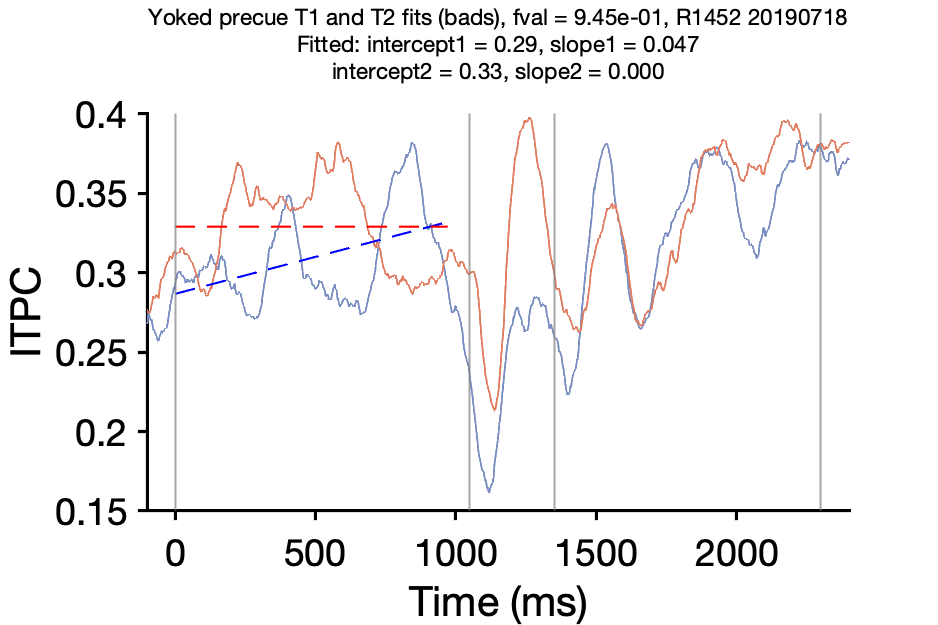 Yoked precue T1 and T2 fits (bads), fval = 9.45e-01, R1452 20190718
Fitted: intercept1 = 0.29, slope1 = 0.047
intercept2 = 0.33, slope2 = 0.000
0.4
0.35
0.3
0.25
0.2
0.15
ITPC
0 500 1000 1500 2000
Time (ms)